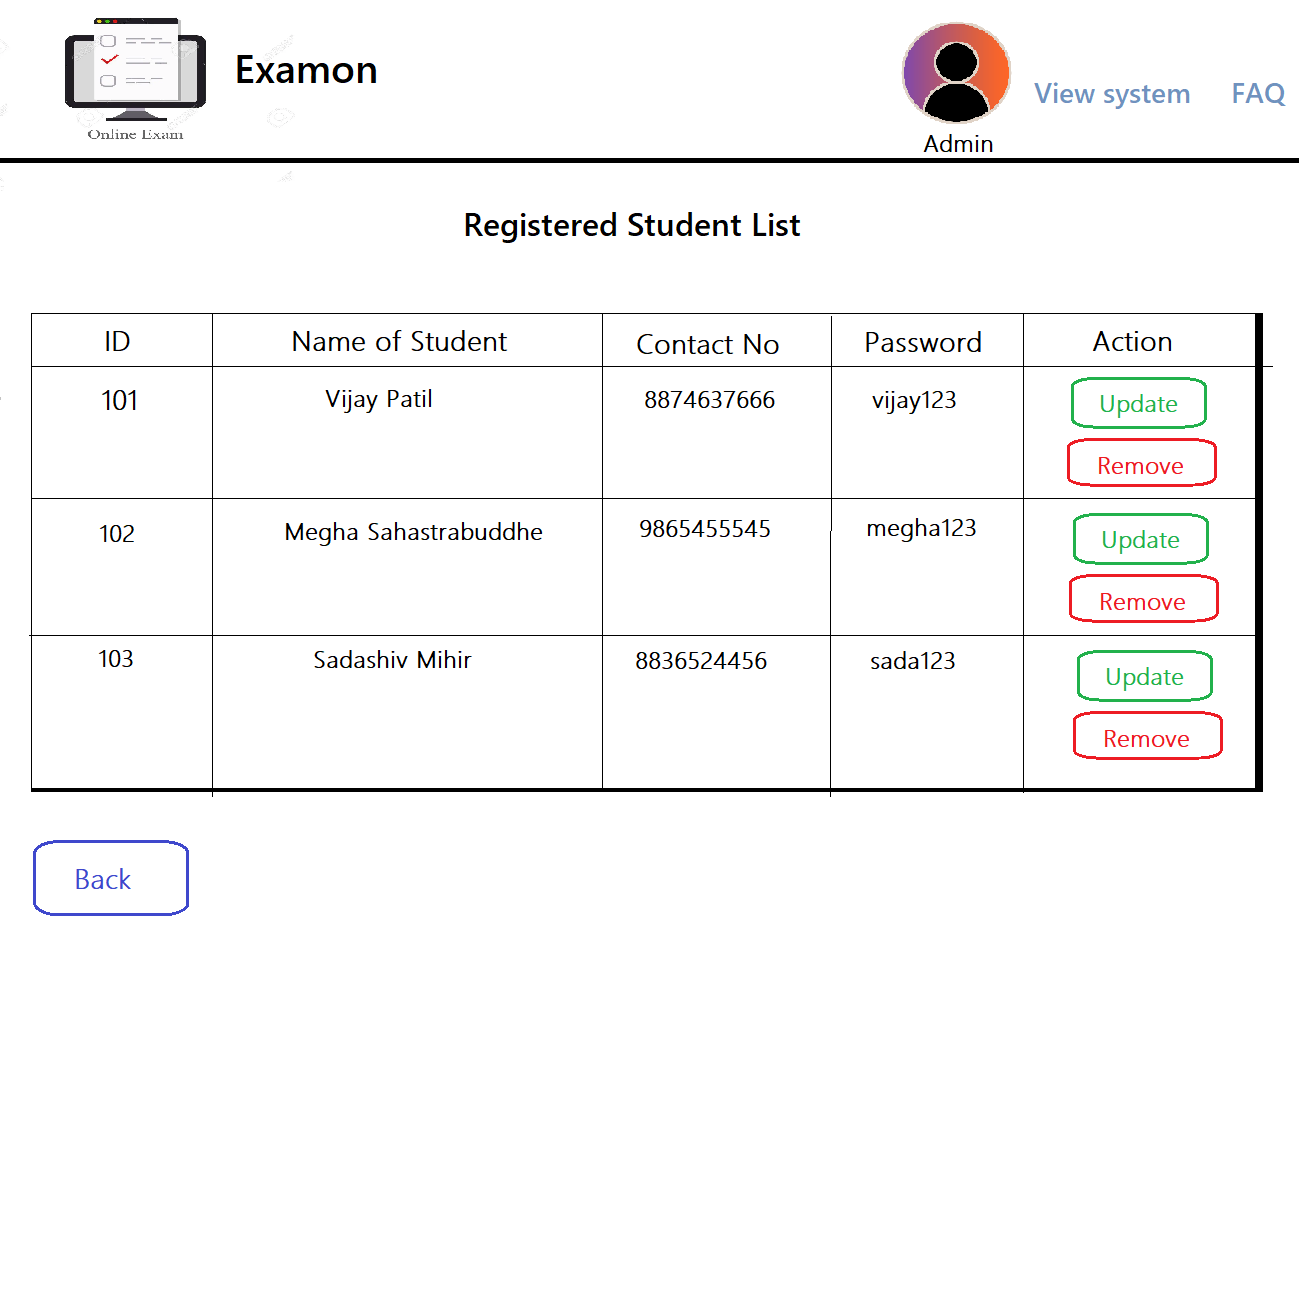 Examon
Online Exam
Admin
View system FAQ
Registered Student List
ID Name of Student Contact No Password Action
101 Vijay Patil 8874637666 vijay123 Update
Remove
102 Megha Sahastrabuddhe 9865455545 megha123 Update
Remove
103 Sadashiv Mihir 8836524456 sada123 Update
Remove
Back